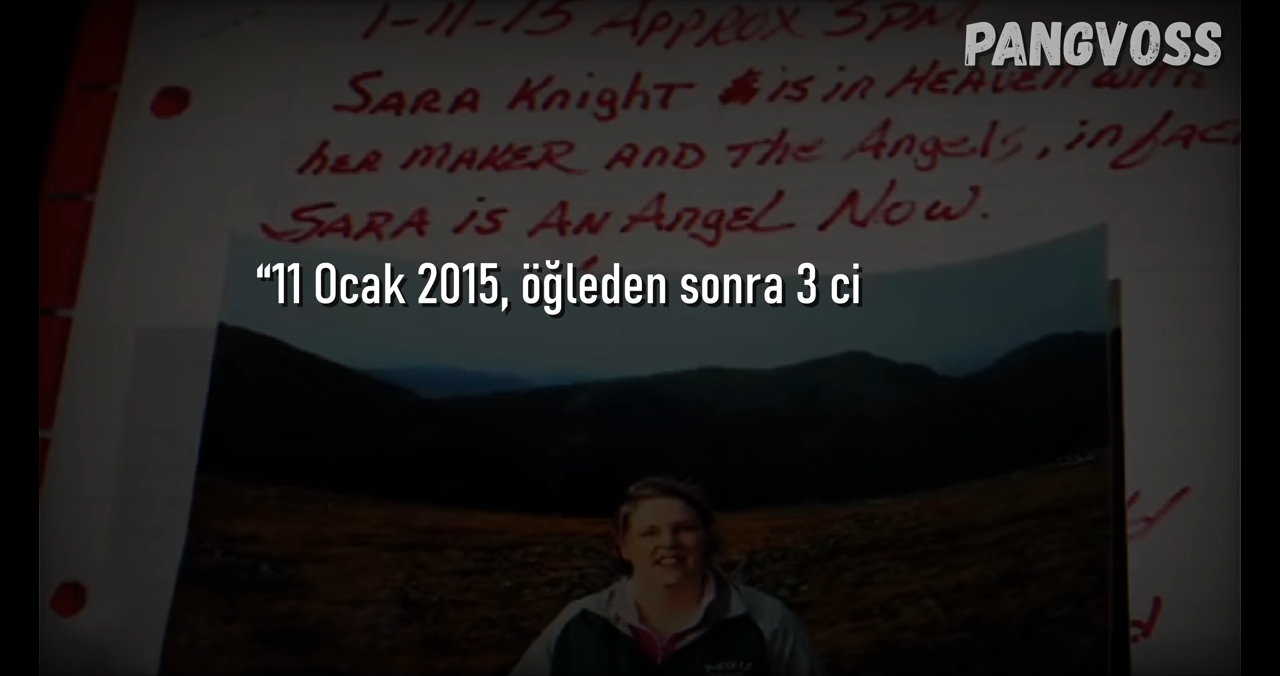 PANGVOSS
1-11-15 APPROX 3PM
SARA Knight is in HEAVEN with
her MAKER AND The Angels, in fact
SARA is AN Angel Now.
“11 Ocak 2015, öğleden sonra 3 ci